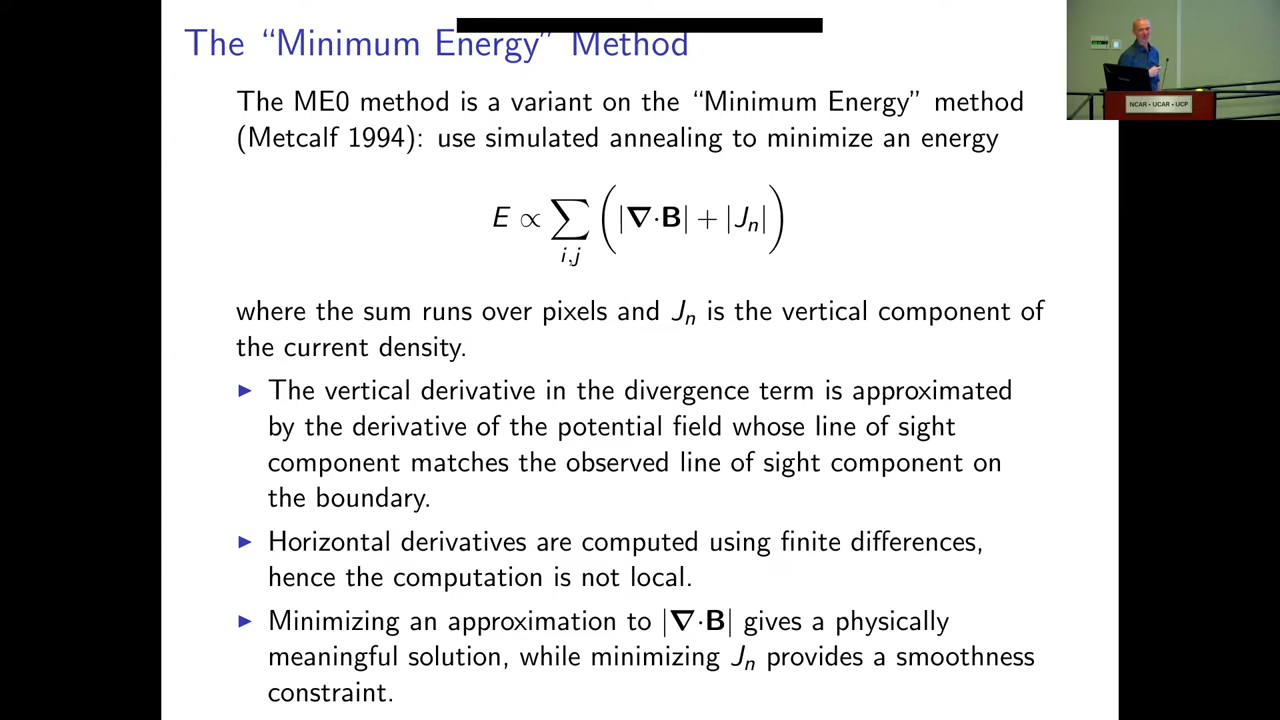 The “Minimum Energy” Method
The ME0 method is a variant on the “Minimum Energy” method
(Metcalf 1994): use simulated annealing to minimize an energy
E ∝ ∑ i,j ( |∇·B| + |Jn| )
where the sum runs over pixels and Jn is the vertical component of
the current density.
▶ The vertical derivative in the divergence term is approximated
by the derivative of the potential field whose line of sight
component matches the observed line of sight component on
the boundary.
▶ Horizontal derivatives are computed using finite differences,
hence the computation is not local.
▶ Minimizing an approximation to |∇·B| gives a physically
meaningful solution, while minimizing Jn provides a smoothness
constraint.
NCAR • UCAR • UCP